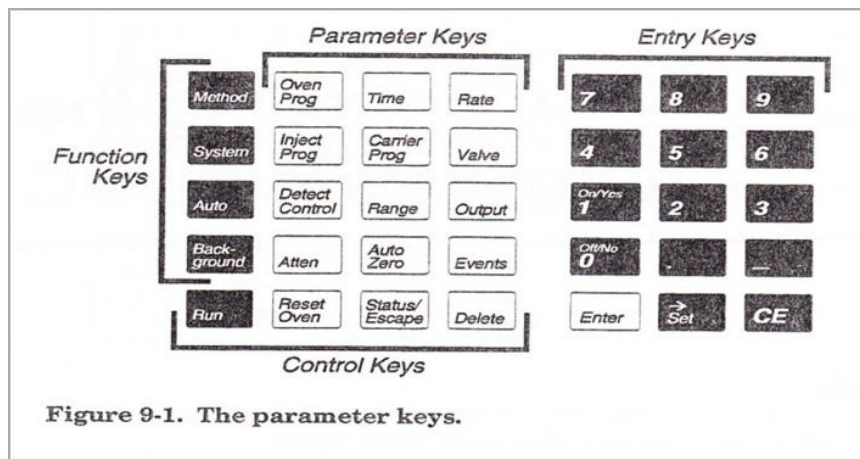 Parameter Keys
Entry Keys
Function
Keys
Method
Oven
Prog
Time
Rate
7
8
9
System
Inject
Prog
Carrier
Prog
Valve
4
5
6
Auto
Detect
Control
Range
Output
On/Yes
1
2
3
Back-
ground
Atten
Auto
Zero
Events
Off/No
0
.
—
Run
Reset
Oven
Status/
Escape
Delete
Enter
→
Set
CE
Control Keys
Figure 9-1. The parameter keys.